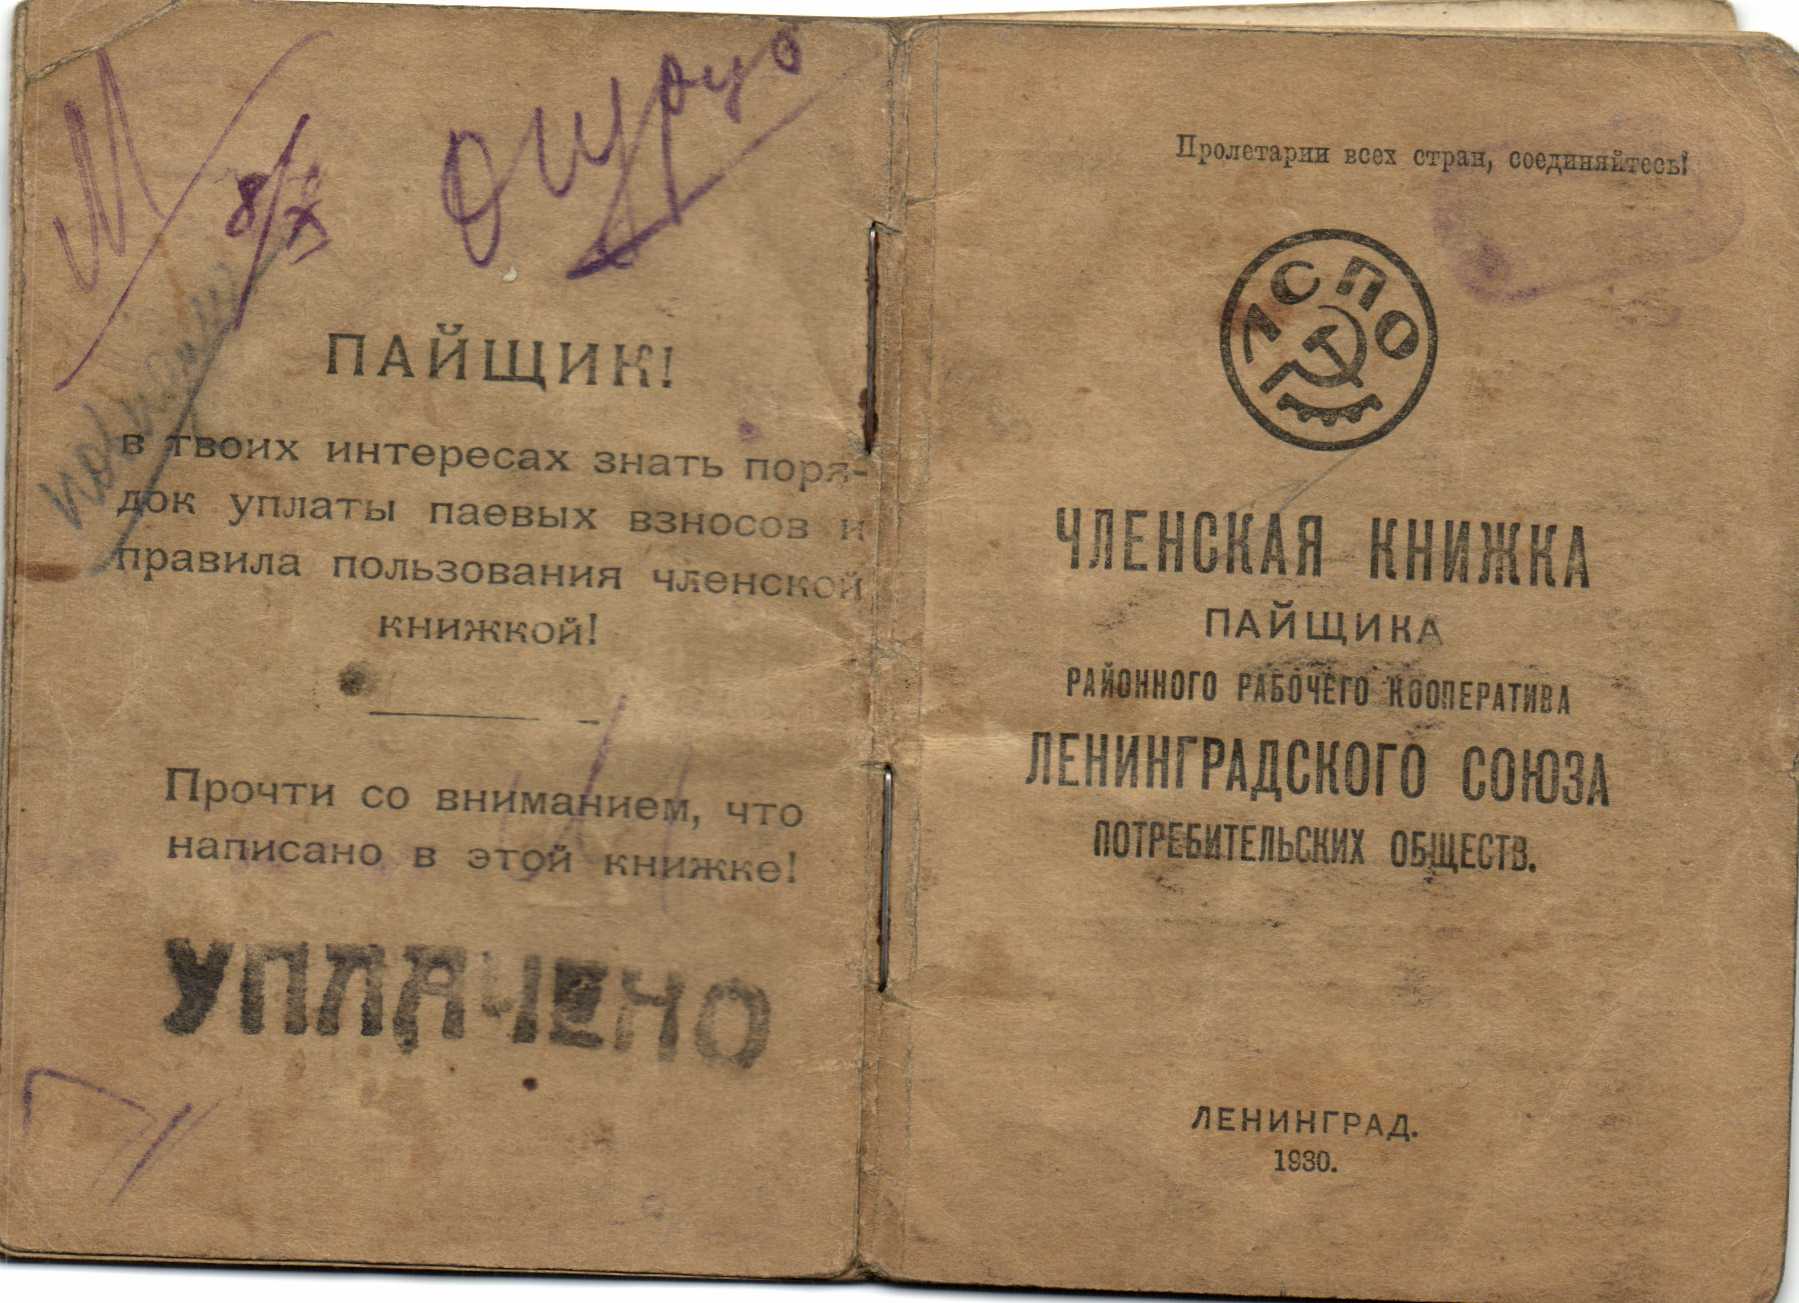 8/X
ПАЙЩИК!
в твоих интересах знать поря-
док уплаты паевых взносов и
правила пользования членской
книжкой!
Прочти со вниманием, что
написано в этой книжке!
УПЛАЧЕНО
Пролетарии всех стран, соединяйтесь!
ЛСПО
ЧЛЕНСКАЯ КНИЖКА
ПАЙЩИКА
РАЙОННОГО РАБОЧЕГО КООПЕРАТИВА
ЛЕНИНГРАДСКОГО СОЮЗА
ПОТРЕБИТЕЛЬСКИХ ОБЩЕСТВ.
ЛЕНИНГРАД.
1930.